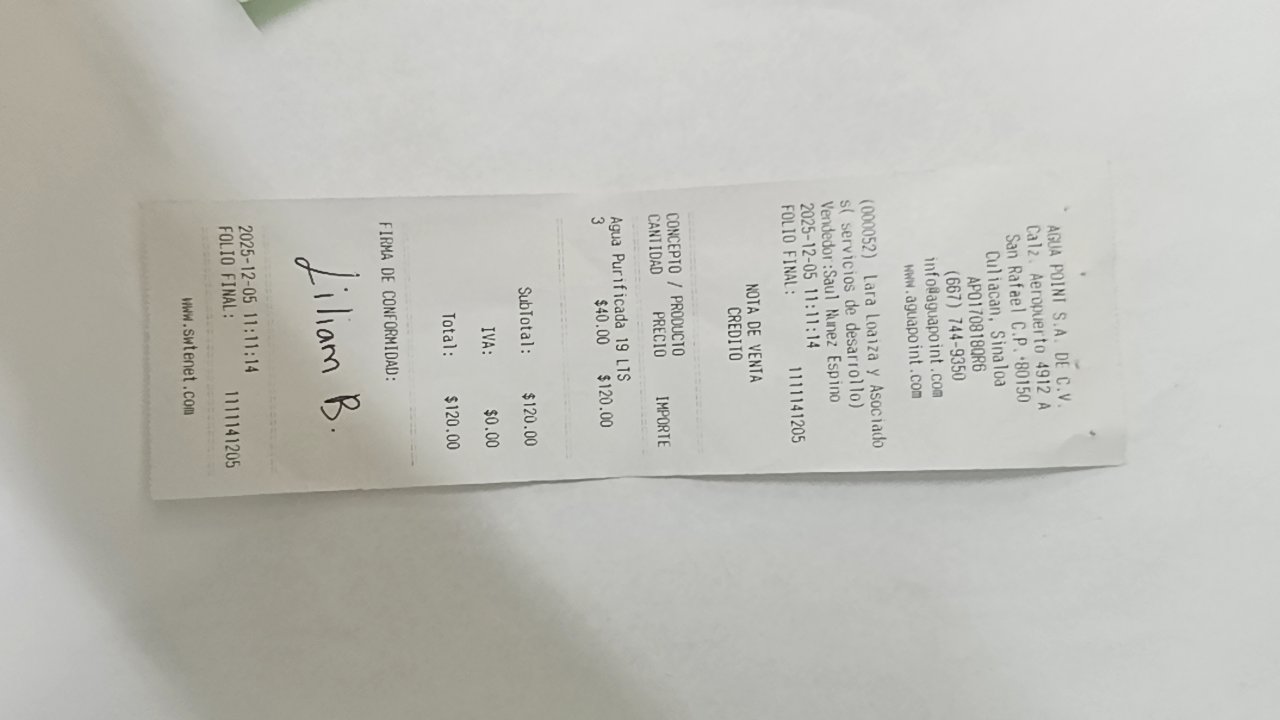 AGUA POINT S.A. DE C.V.
Calz. Aeropuerto 4912 A
San Rafael C.P. 80150
Culiacan, Sinaloa
APO170818QR6
(667) 744-9350
info@aguapoint.com
www.aguapoint.com
(000052) Lara Loaiza y Asociado
s( servicios de desarrollo)
Vendedor:Saul Nunez Espino
2025-12-05 11:11:14
FOLIO FINAL: 1111141205
NOTA DE VENTA
CREDITO
CONCEPTO / PRODUCTO
CANTIDAD PRECIO IMPORTE
Agua Purificada 19 LTS
3 $40.00 $120.00
SubTotal: $120.00
IVA: $0.00
Total: $120.00
FIRMA DE CONFORMIDAD:
Liliam B.
2025-12-05 11:11:14
FOLIO FINAL: 1111141205
www.swtenet.com